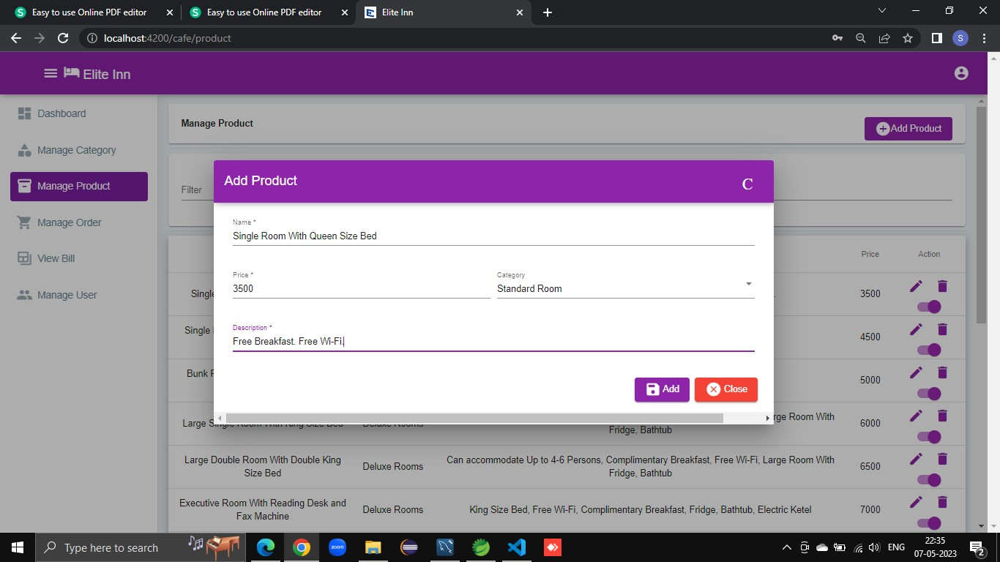 Easy to use Online PDF editor
Easy to use Online PDF editor
Elite Inn
localhost:4200/cafe/product
S
Elite Inn
Dashboard
Manage Category
Manage Product
Manage Order
View Bill
Manage User
Manage Product
Add Product
Filter
Price
Action
Add Product
C
Name *
Single Room With Queen Size Bed
Price *
3500
Category
Standard Room
Description *
Free Breakfast. Free Wi-Fi.
Add
Close
Single
3500
Single
4500
Bunk
5000
Large Single Room With King Size Bed
Deluxe Rooms
Room With
Fridge, Bathtub
6000
Large Double Room With Double King
Size Bed
Deluxe Rooms
Can accommodate Up to 4-6 Persons, Complimentary Breakfast, Free Wi-Fi, Large Room With
Fridge, Bathtub
6500
Executive Room With Reading Desk and
Fax Machine
Deluxe Rooms
King Size Bed, Free Wi-Fi, Complimentary Breakfast, Fridge, Bathtub, Electric Ketel
7000
Type here to search
zoom
ENG
22:35
07-05-2023
2